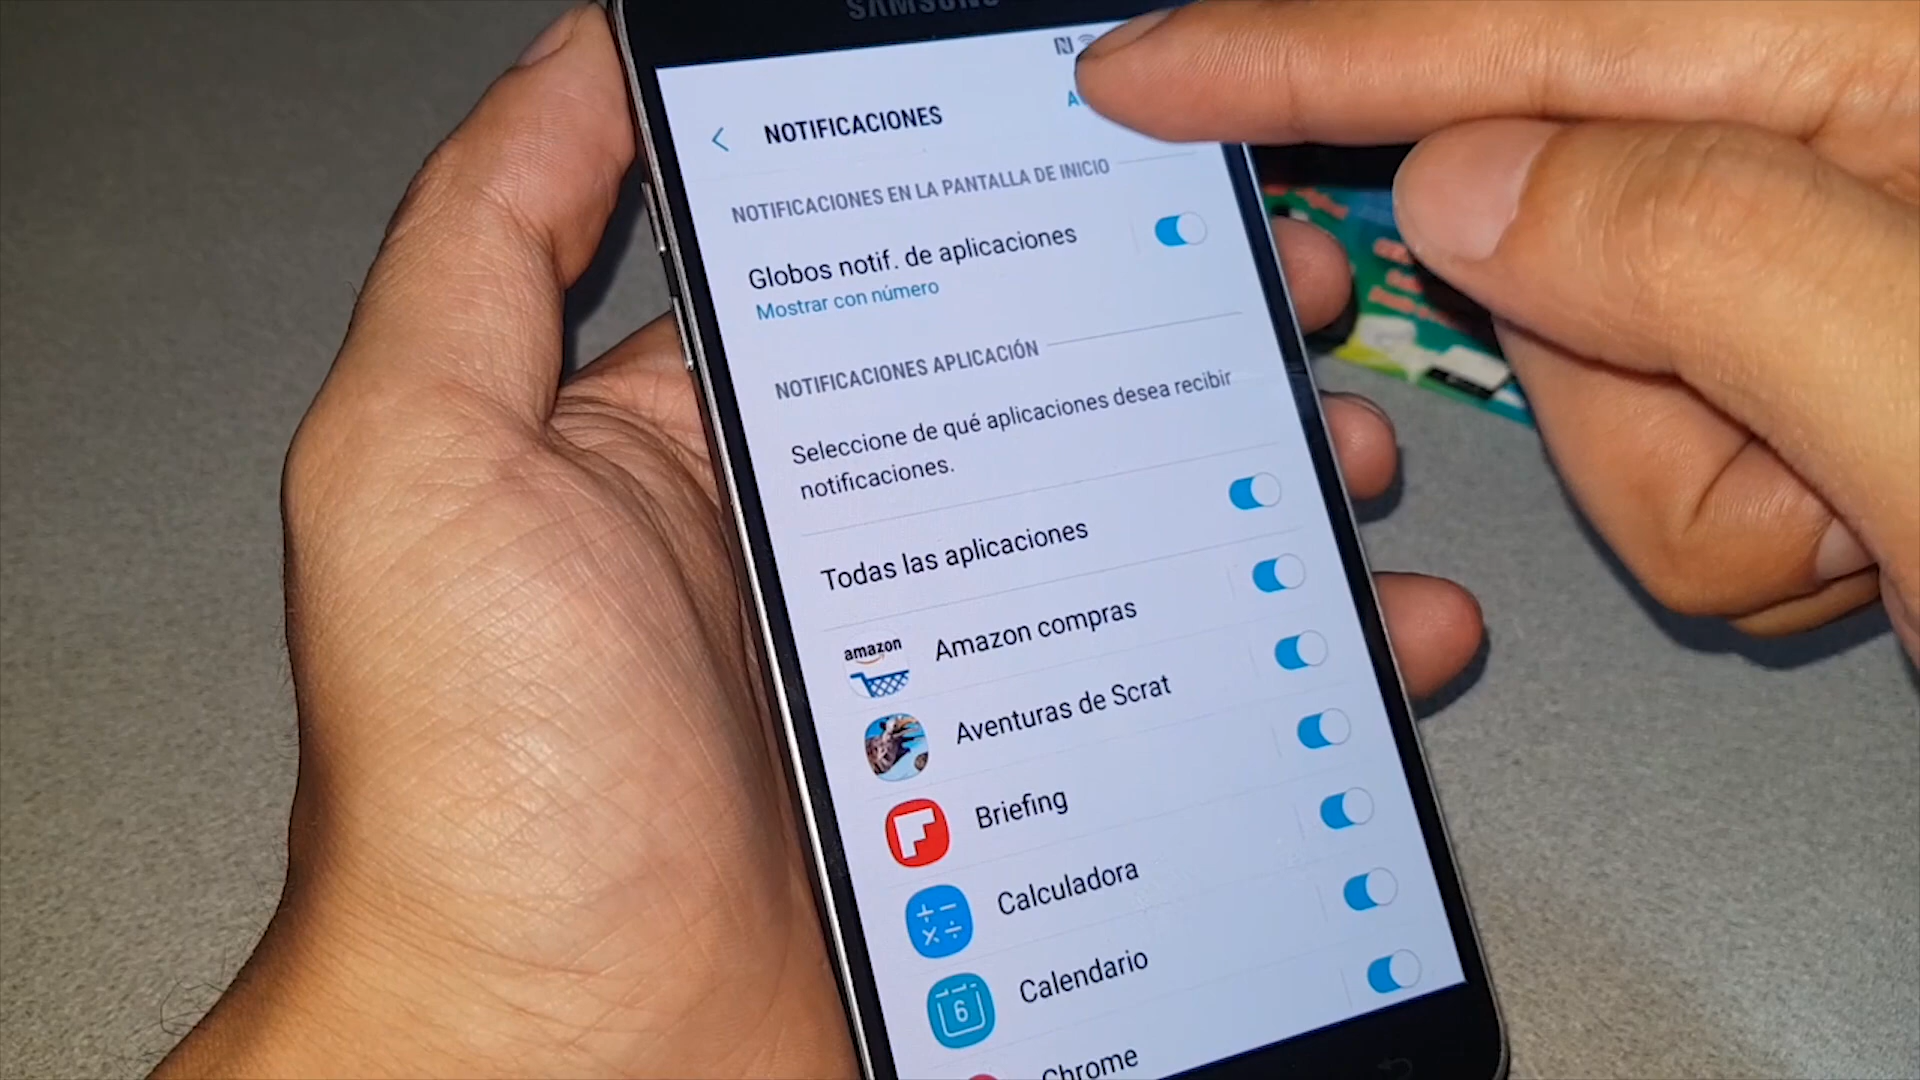 SAMSUNG
NOTIFICACIONES
NOTIFICACIONES EN LA PANTALLA DE INICIO
Globos notif. de aplicaciones
Mostrar con número
NOTIFICACIONES APLICACIÓN
Seleccione de qué aplicaciones desea recibir
notificaciones.
Todas las aplicaciones
amazon
Amazon compras
Aventuras de Scrat
Briefing
Calculadora
6
Calendario
Chrome